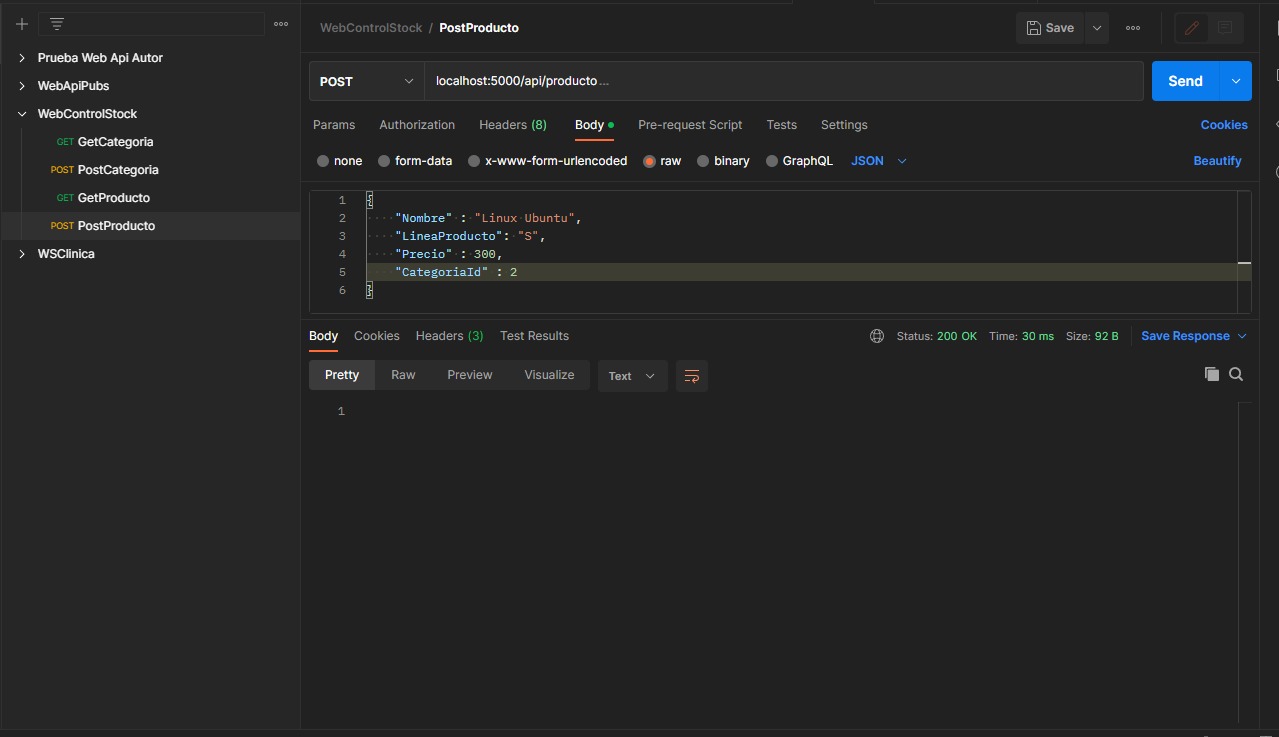 WebControlStock / PostProducto
Save
Prueba Web Api Autor
WebApiPubs
WebControlStock
GET GetCategoria
POST PostCategoria
GET GetProducto
POST PostProducto
WSClinica
POST localhost:5000/api/producto...
Send
Params Authorization Headers (8) Body Pre-request Script Tests Settings
Cookies
none form-data x-www-form-urlencoded raw binary GraphQL JSON
Beautify
1 {
2 "Nombre" : "Linux Ubuntu",
3 "LineaProducto": "S",
4 "Precio" : 300,
5 "CategoriaId" : 2
6 }
Body Cookies Headers (3) Test Results
Status: 200 OK Time: 30 ms Size: 92 B Save Response
Pretty Raw Preview Visualize Text
1